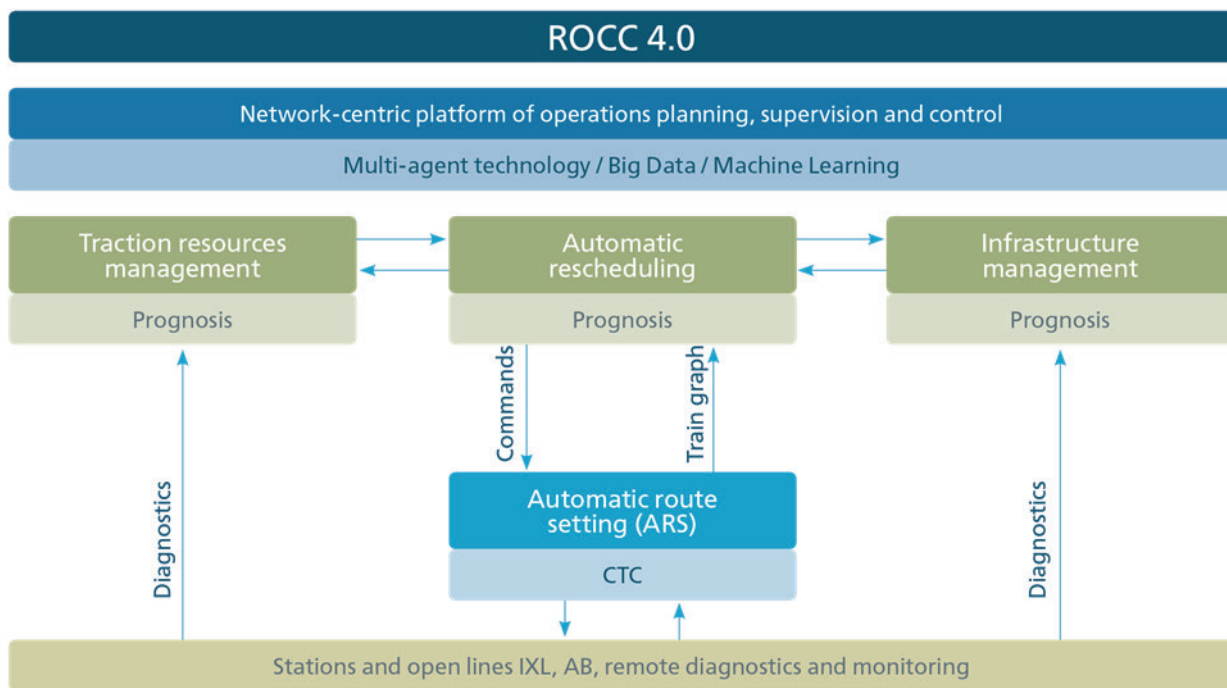 ROCC 4.0
Network-centric platform of operations planning, supervision and control
Multi-agent technology / Big Data / Machine Learning
Traction resources
management
Prognosis
Automatic
rescheduling
Prognosis
Infrastructure
management
Prognosis
Diagnostics
Commands
Train graph
Diagnostics
Automatic route
setting (ARS)
CTC
Stations and open lines IXL, AB, remote diagnostics and monitoring